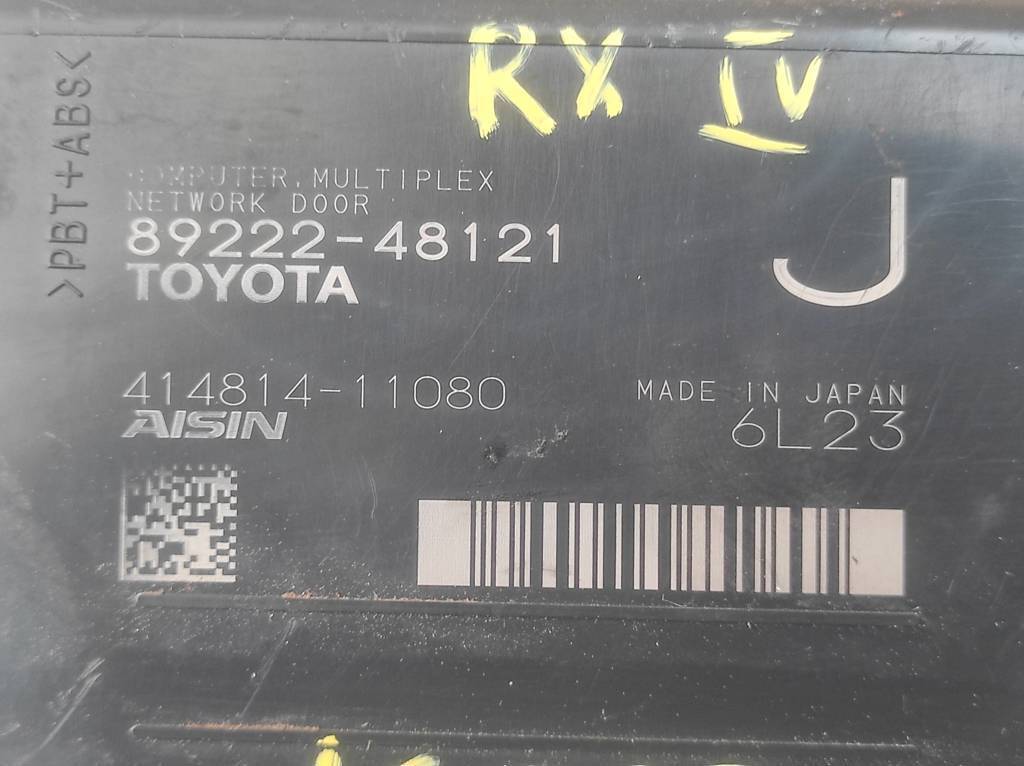 RX IV
>PBT+ABS<
COMPUTER, MULTIPLEX
NETWORK DOOR
89222-48121
TOYOTA
J
414814-11080
AISIN
MADE IN JAPAN
6L23